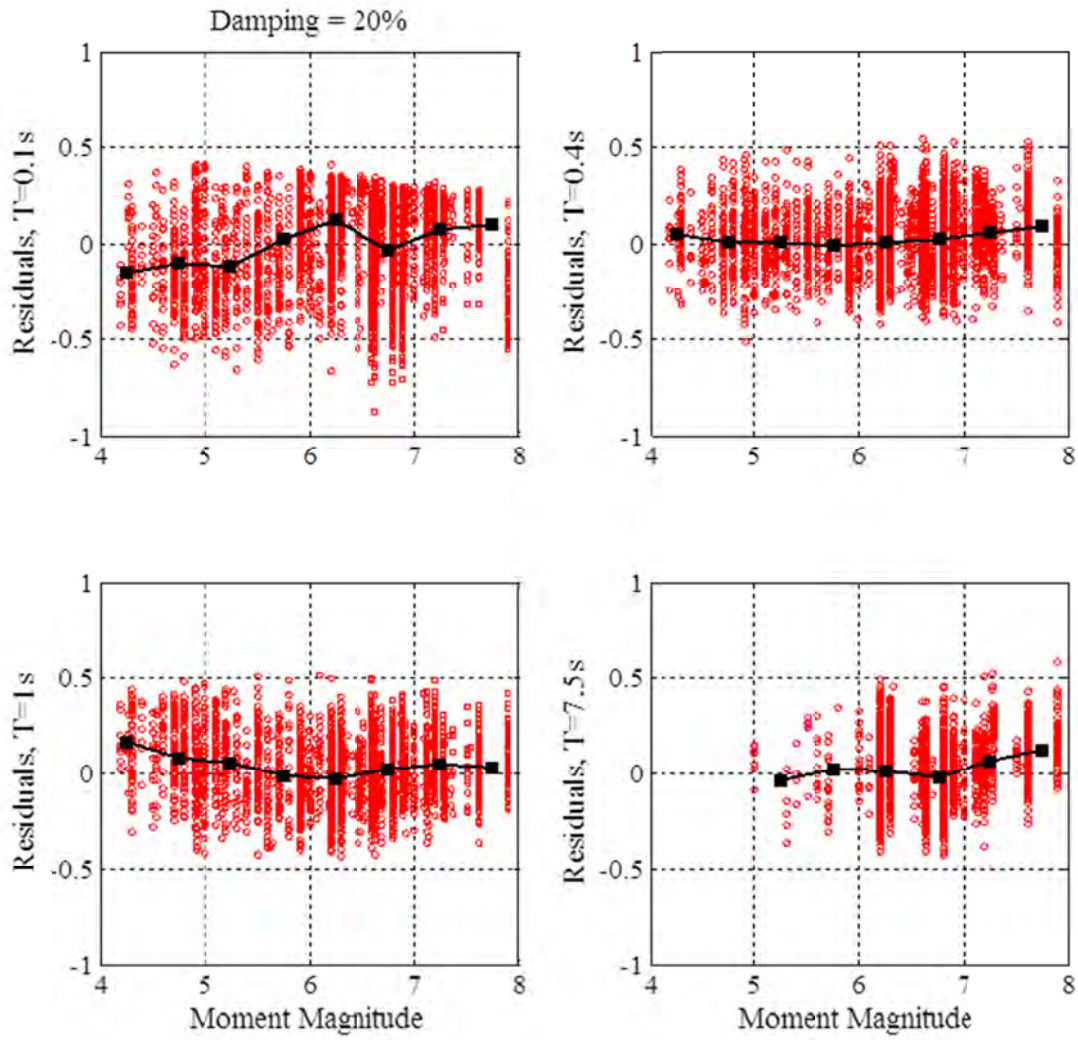 Damping = 20%
Residuals, T=0.1s
1
0.5
0
-0.5
-1
4 5 6 7 8
Residuals, T=0.4s
1
0.5
0
-0.5
-1
4 5 6 7 8
Residuals, T=1s
1
0.5
0
-0.5
-1
4 5 6 7 8
Moment Magnitude
Residuals, T=7.5s
1
0.5
0
-0.5
-1
4 5 6 7 8
Moment Magnitude